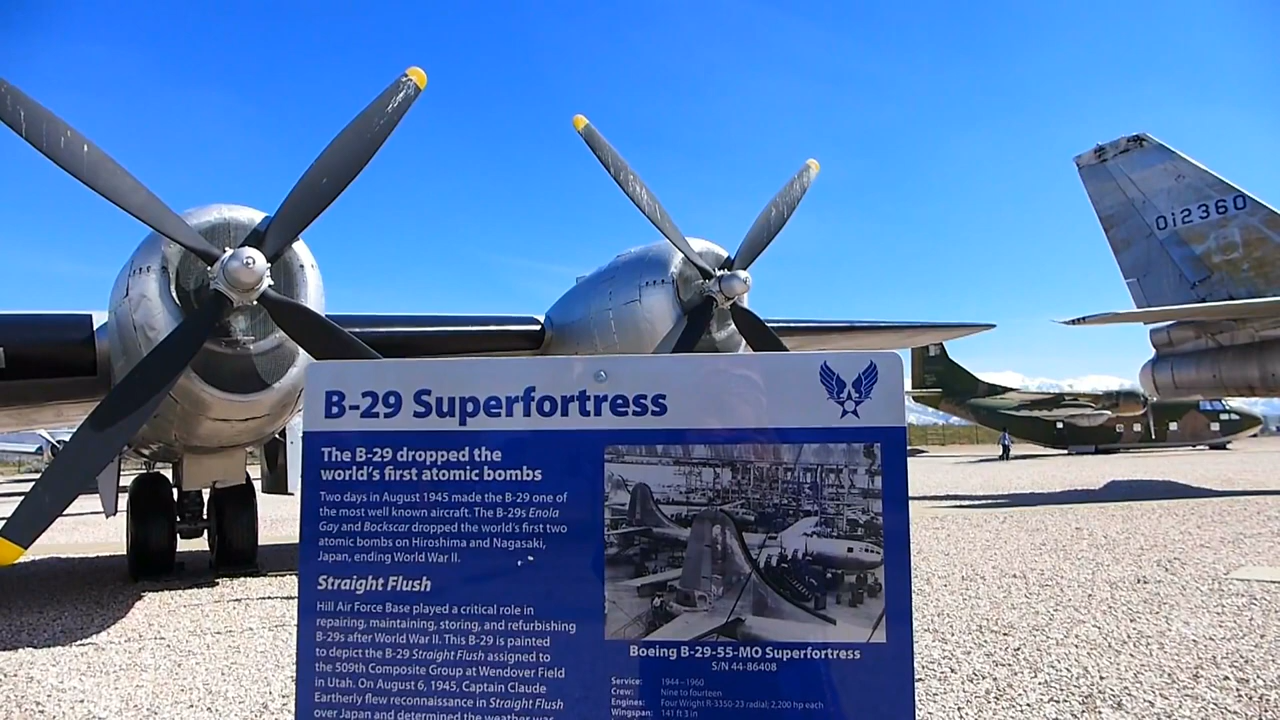 0i2360
B-29 Superfortress
The B-29 dropped the
world's first atomic bombs
Two days in August 1945 made the B-29 one of
the most well known aircraft. The B-29s Enola
Gay and Bockscar dropped the world's first two
atomic bombs on Hiroshima and Nagasaki,
Japan, ending World War II.
Straight Flush
Hill Air Force Base played a critical role in
repairing, maintaining, storing, and refurbishing
B-29s after World War II. This B-29 is painted
to depict the B-29 Straight Flush assigned to
the 509th Composite Group at Wendover Field
in Utah. On August 6, 1945, Captain Claude
Eartherly flew reconnaissance in Straight Flush
over Japan and determined the weather was
Boeing B-29-55-MO Superfortress
S/N 44-86408
Service: 1944–1960
Crew: Nine to fourteen
Engines: Four Wright R-3350-23 radial; 2,200 hp each
Wingspan: 141 ft 3 in